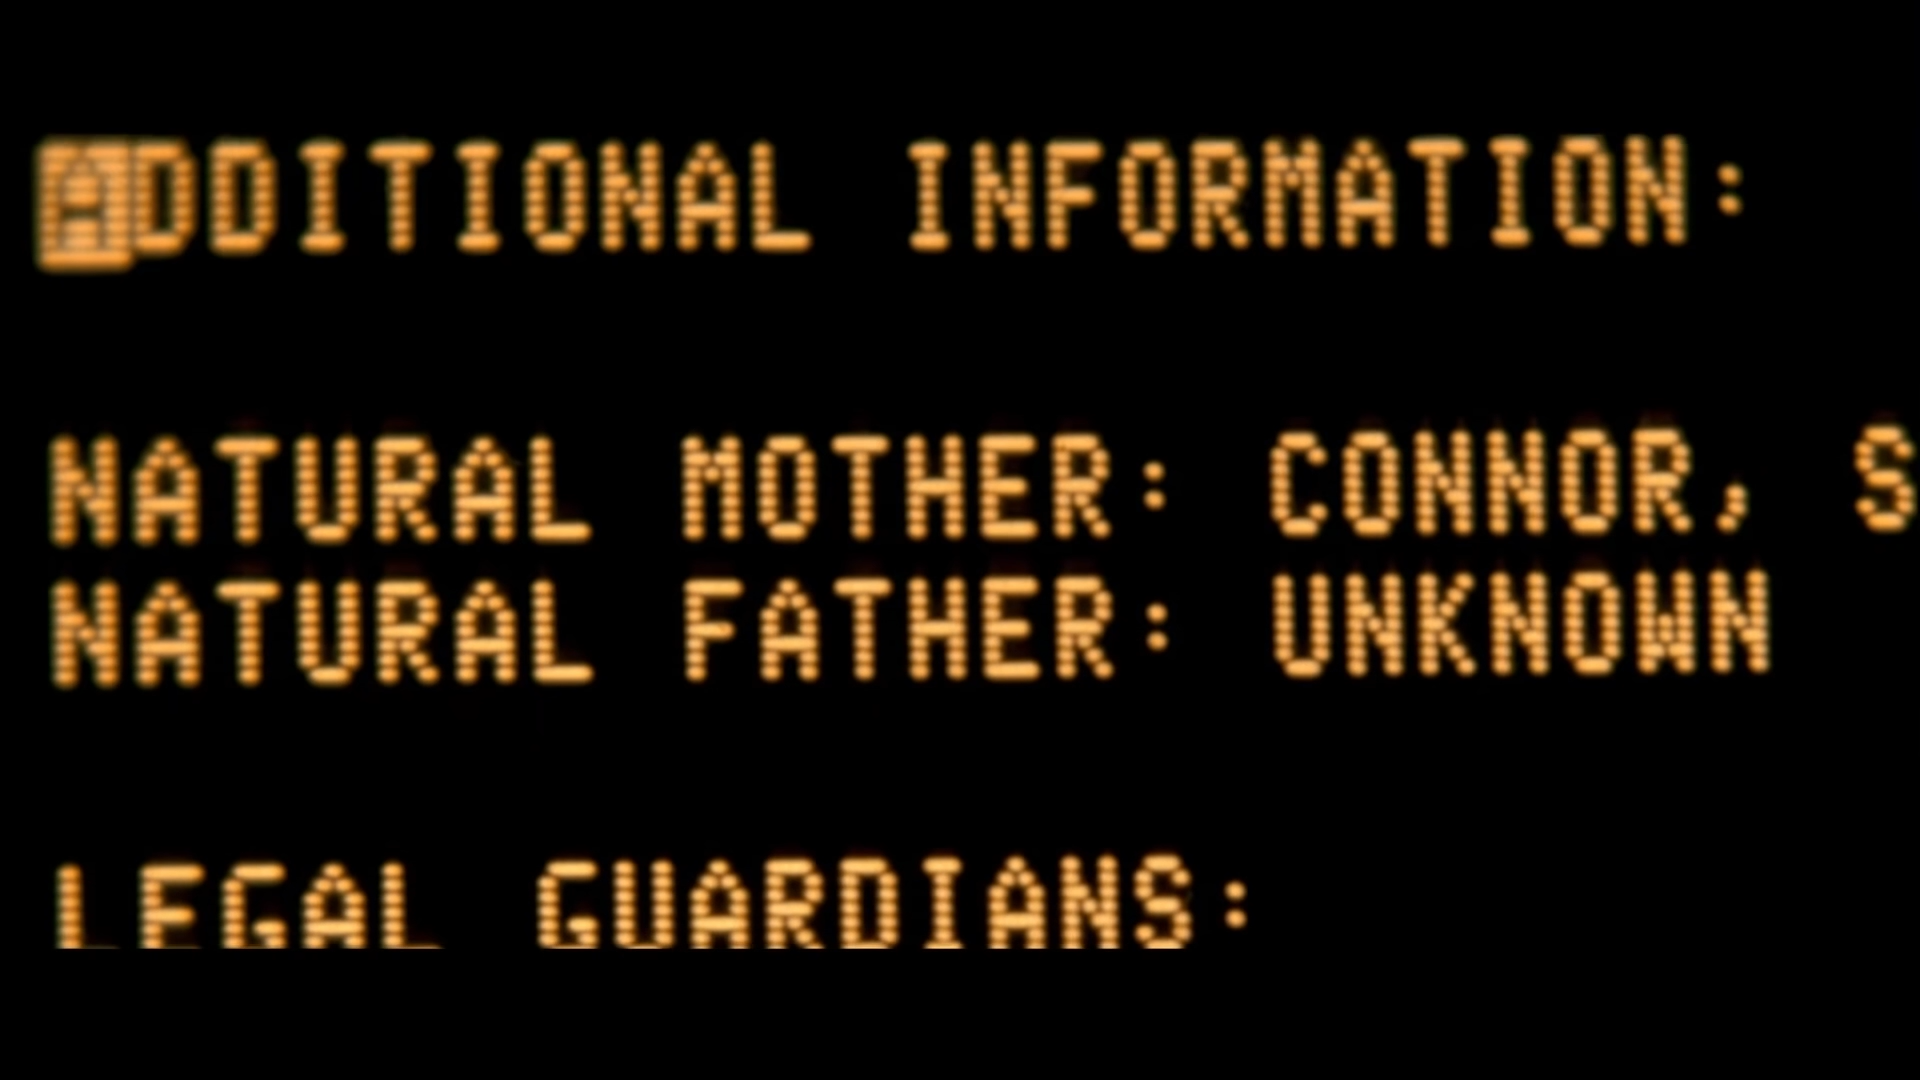 ADDITIONAL INFORMATION:
NATURAL MOTHER: CONNOR, S
NATURAL FATHER: UNKNOWN
LEGAL GUARDIANS: